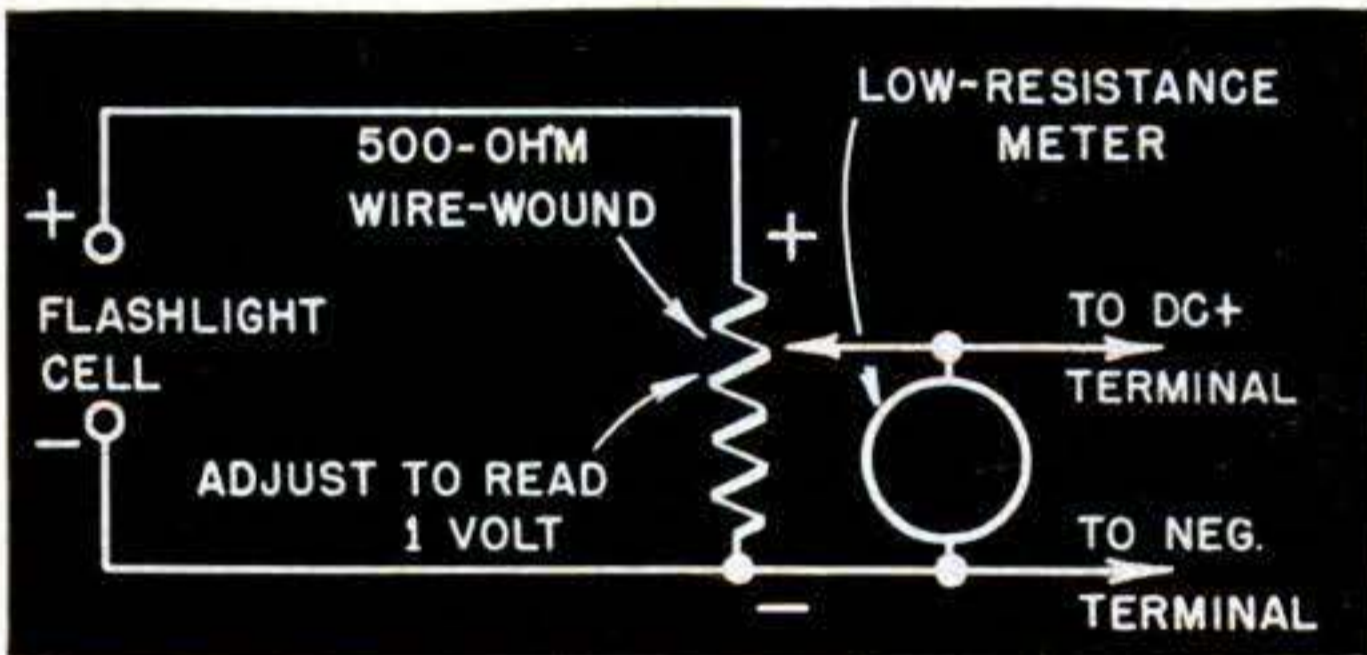 LOW-RESISTANCE
METER
500-OHM
WIRE-WOUND
+
+
FLASHLIGHT
CELL
-
TO DC+
TERMINAL
ADJUST TO READ
1 VOLT
TO NEG.
TERMINAL
-